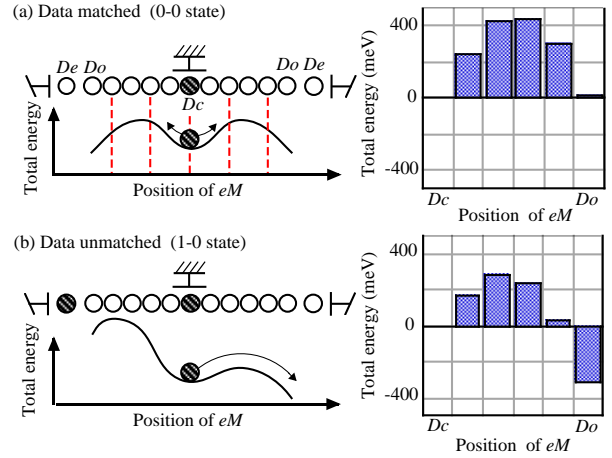 (a) Data matched (0-0 state)
De Do Do De
Dc
Total energy
Position of eM
Total energy (meV)
400
0
-400
Dc Do
Position of eM
(b) Data unmatched (1-0 state)
Total energy
Position of eM
Total energy (meV)
400
0
-400
Dc Do
Position of eM